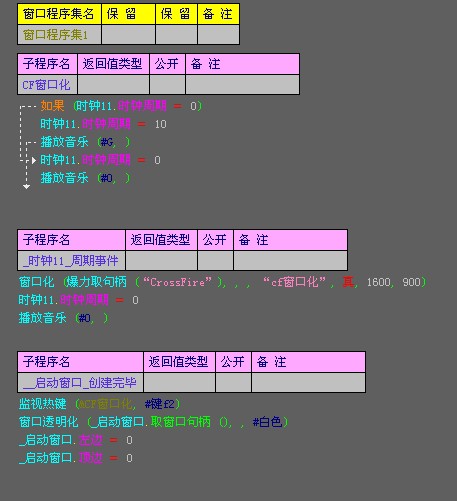 窗口程序集名 保 留 保 留 备 注
窗口程序集1
子程序名 返回值类型 公开 备 注
CF窗口化
如果 (时钟11.时钟周期 = 0)
时钟11.时钟周期 = 10
播放音乐 (#G, )
时钟11.时钟周期 = 0
播放音乐 (#O, )
子程序名 返回值类型 公开 备 注
_时钟11_周期事件
窗口化 (暴力取句柄 (“CrossFire”), , , “cf窗口化”, 真, 1600, 900)
时钟11.时钟周期 = 0
播放音乐 (#O, )
子程序名 返回值类型 公开 备 注
__启动窗口_创建完毕
监视热键 (&CF窗口化, #键f2)
窗口透明化 (_启动窗口.取窗口句柄 (), , #白色)
_启动窗口.左边 = 0
_启动窗口.顶边 = 0